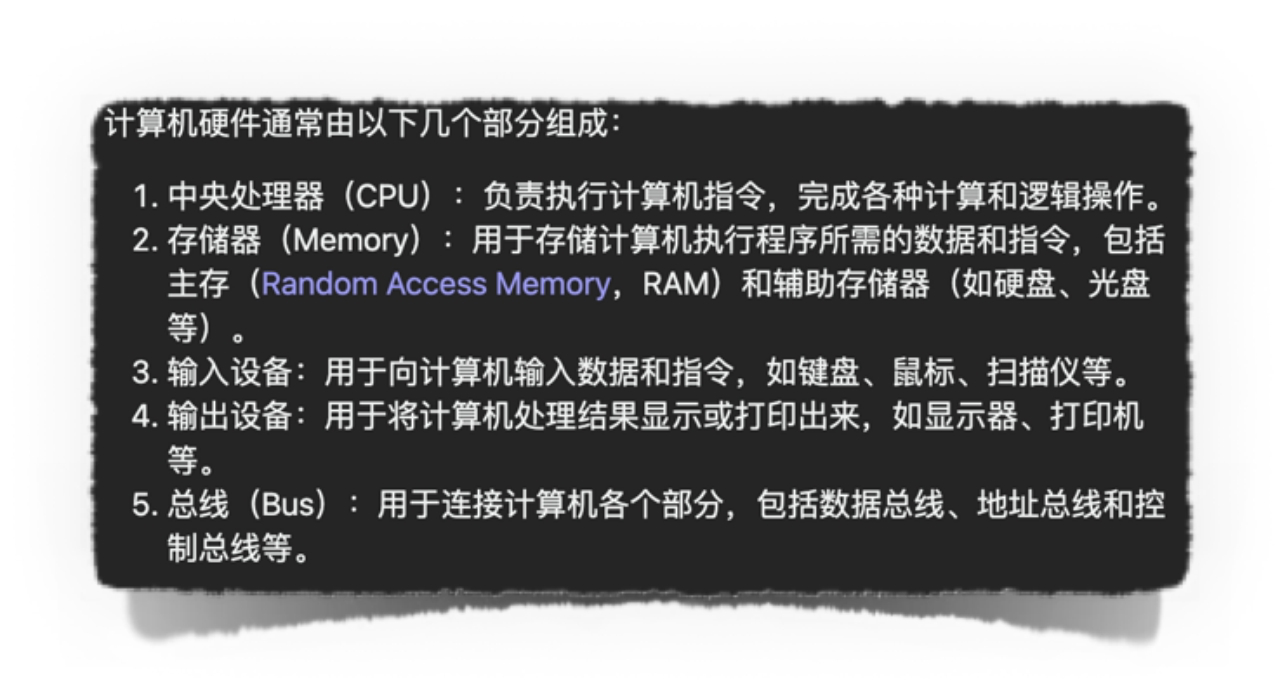 计算机硬件通常由以下几个部分组成：
1. 中央处理器（CPU）：负责执行计算机指令，完成各种计算和逻辑操作。
2. 存储器（Memory）：用于存储计算机执行程序所需的数据和指令，包括
主存（Random Access Memory，RAM）和辅助存储器（如硬盘、光盘
等）。
3. 输入设备：用于向计算机输入数据和指令，如键盘、鼠标、扫描仪等。
4. 输出设备：用于将计算机处理结果显示或打印出来，如显示器、打印机
等。
5. 总线（Bus）：用于连接计算机各个部分，包括数据总线、地址总线和控
制总线等。